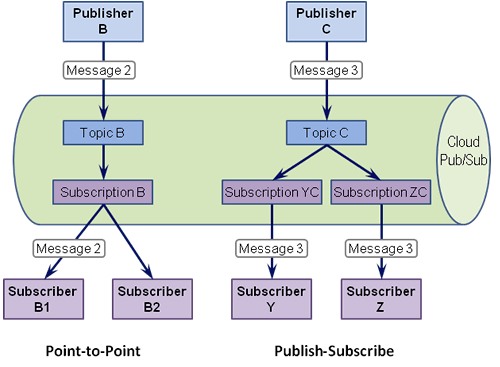 Publisher
B
Publisher
C
Message 2
Message 3
Topic B
Topic C
Cloud
Pub/Sub
Subscription B
Subscription YC
Subscription ZC
Message 2
Message 3
Message 3
Subscriber
B1
Subscriber
B2
Subscriber
Y
Subscriber
Z
Point-to-Point
Publish-Subscribe